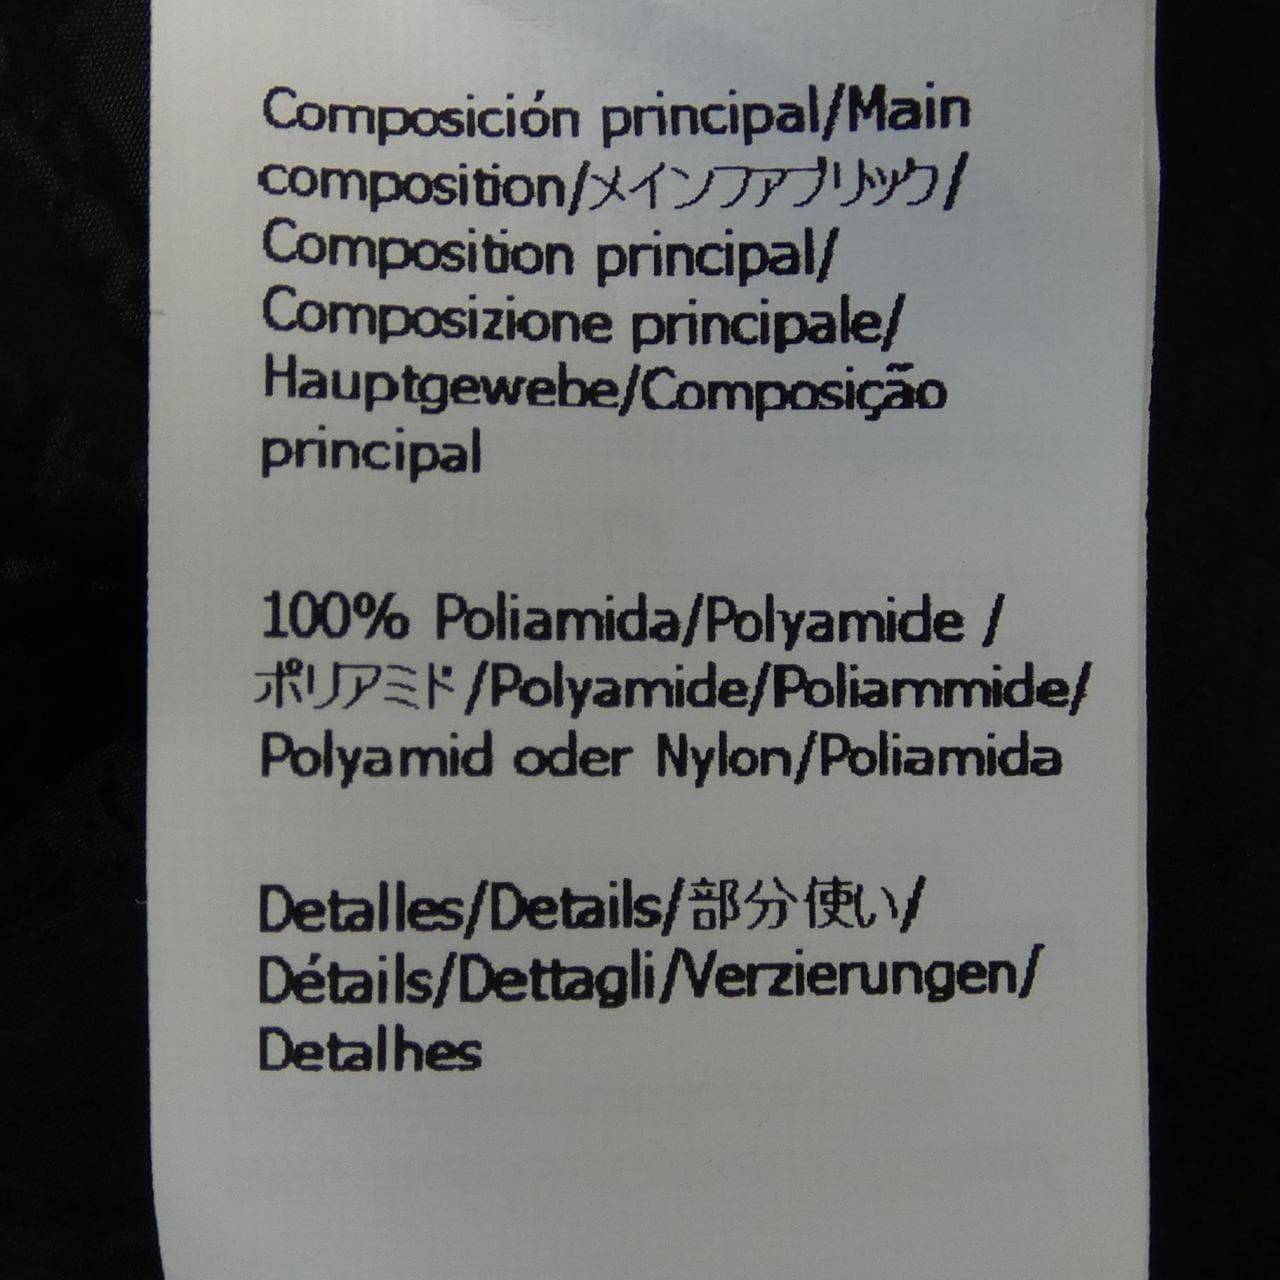 Composición principal/Main
composition/メインファブリック/
Composition principal/
Composizione principale/
Hauptgewebe/Composição
principal
100% Poliamida/Polyamide /
ポリアミド/Polyamide/Poliammide/
Polyamid oder Nylon/Poliamida
Detalles/Details/部分使い/
Détails/Dettagli/Verzierungen/
Detalhes